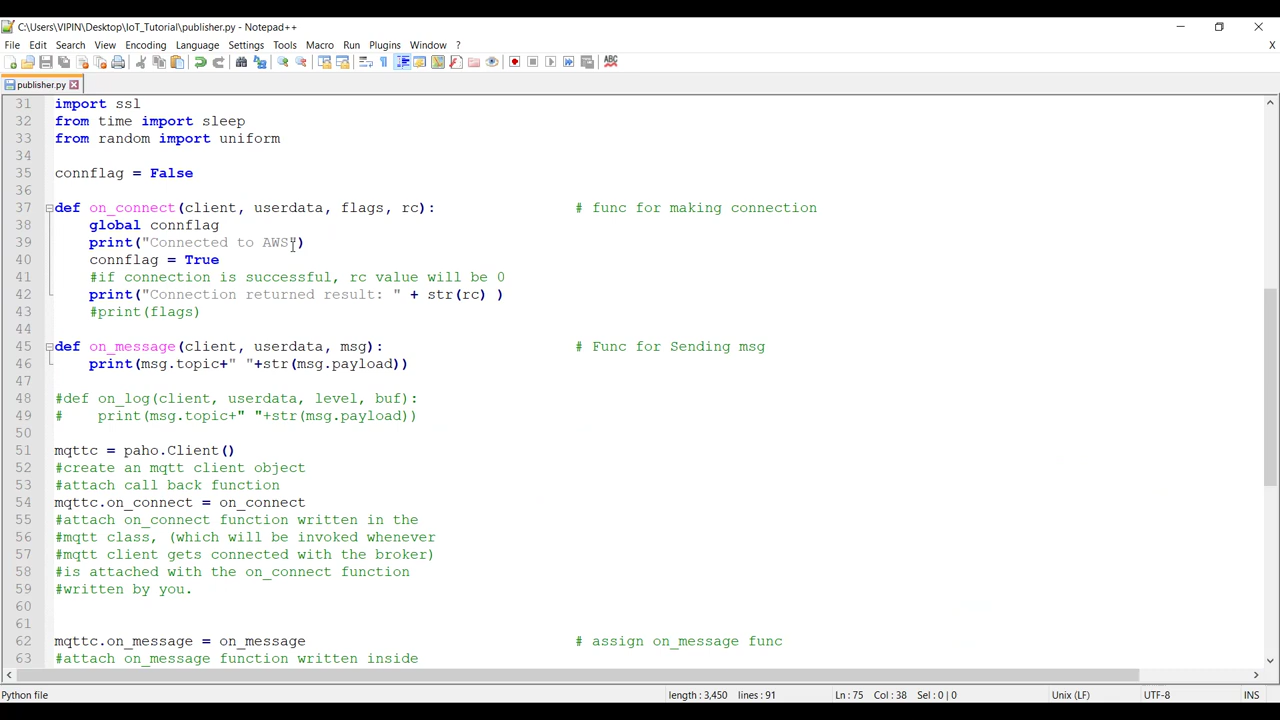 C:\Users\VIPIN\Desktop\IoT_Tutorial\publisher.py - Notepad++
File Edit Search View Encoding Language Settings Tools Macro Run Plugins Window ? X
ABC
publisher.py
31 import ssl
32 from time import sleep
33 from random import uniform
34
35 connflag = False
36
37 def on_connect(client, userdata, flags, rc): # func for making connection
38 global connflag
39 print("Connected to AWS")
40 connflag = True
41 #if connection is successful, rc value will be 0
42 print("Connection returned result: " + str(rc) )
43 #print(flags)
44
45 def on_message(client, userdata, msg): # Func for Sending msg
46 print(msg.topic+" "+str(msg.payload))
47
48 #def on_log(client, userdata, level, buf):
49 # print(msg.topic+" "+str(msg.payload))
50
51 mqttc = paho.Client()
52 #create an mqtt client object
53 #attach call back function
54 mqttc.on_connect = on_connect
55 #attach on_connect function written in the
56 #mqtt class, (which will be invoked whenever
57 #mqtt client gets connected with the broker)
58 #is attached with the on_connect function
59 #written by you.
60
61
62 mqttc.on_message = on_message # assign on_message func
63 #attach on_message function written inside
Python file length : 3,450 lines : 91 Ln : 75 Col : 38 Sel : 0 | 0 Unix (LF) UTF-8 INS